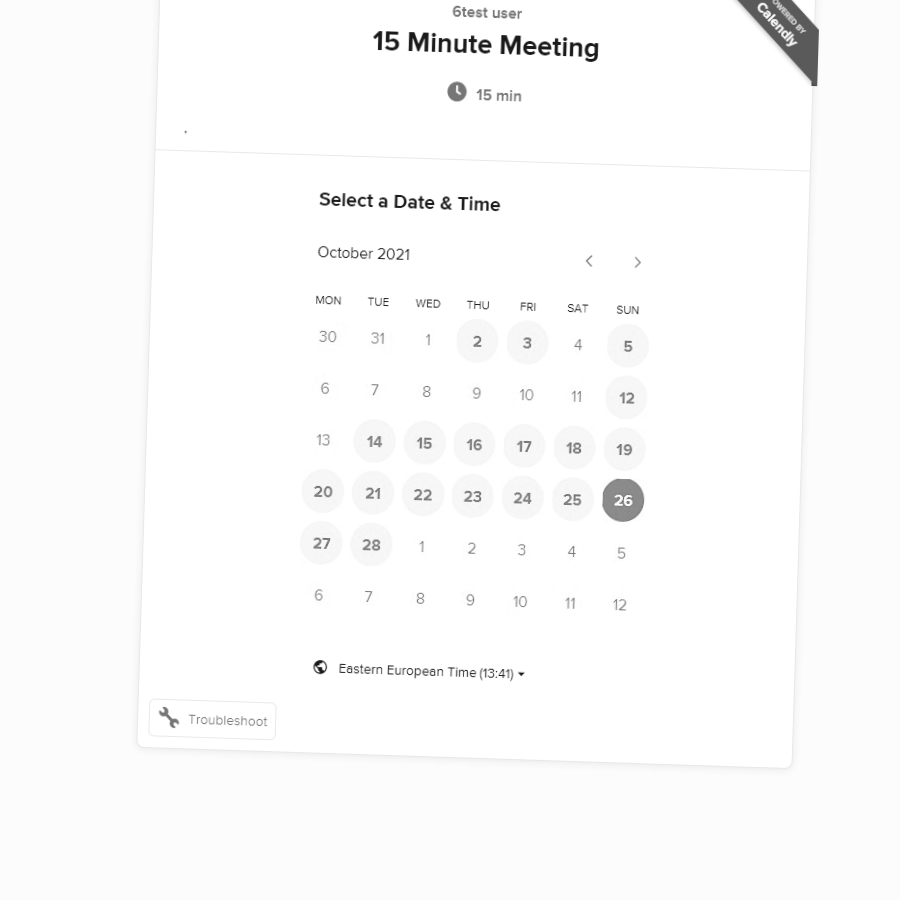 6test user
15 Minute Meeting
POWERED BY
Calendly
15 min
.
Select a Date & Time
October 2021
MON TUE WED THU FRI SAT SUN
30 31 1 2 3 4 5
6 7 8 9 10 11 12
13 14 15 16 17 18 19
20 21 22 23 24 25 26
27 28 1 2 3 4 5
6 7 8 9 10 11 12
Eastern European Time (13:41)
Troubleshoot